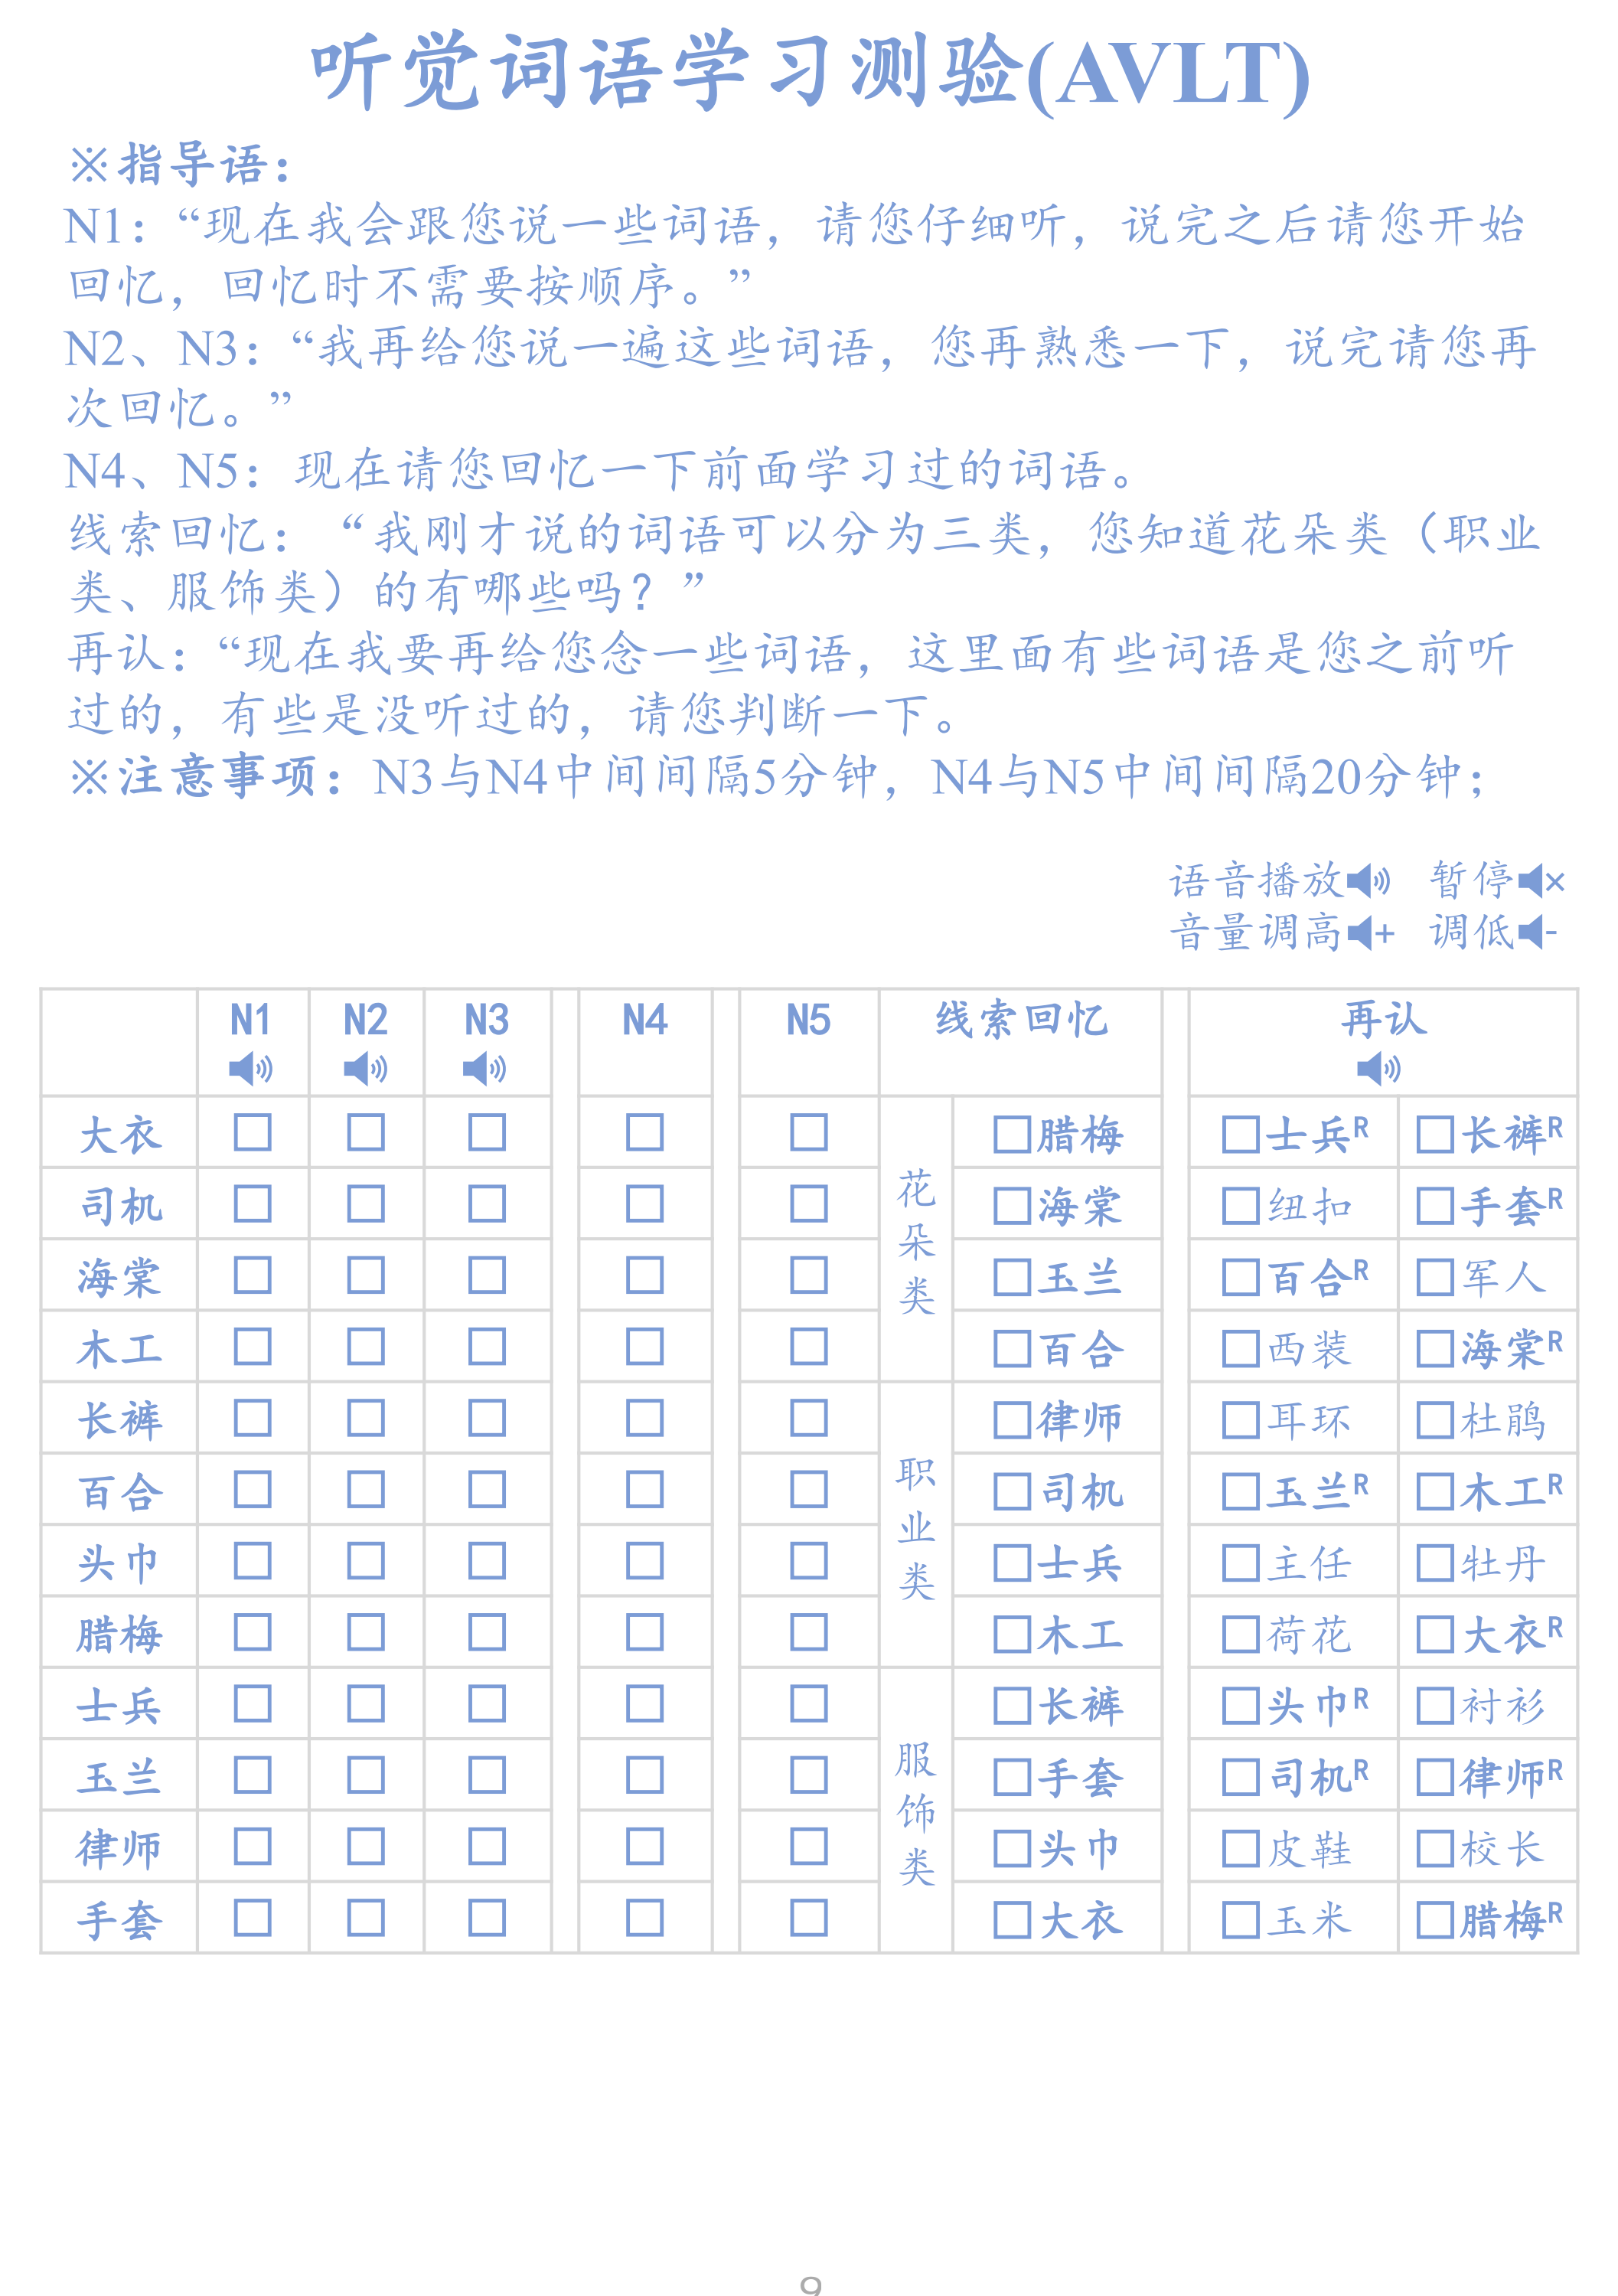 听觉词语学习测验(AVLT)
※指导语：
N1：“现在我会跟您说一些词语，请您仔细听，说完之后请您开始
回忆，回忆时不需要按顺序。”
N2、N3：“我再给您说一遍这些词语，您再熟悉一下，说完请您再
次回忆。”
N4、N5：现在请您回忆一下前面学习过的词语。
线索回忆：“我刚才说的词语可以分为三类，您知道花朵类（职业
类、服饰类）的有哪些吗？”
再认：“现在我要再给您念一些词语，这里面有些词语是您之前听
过的，有些是没听过的，请您判断一下。
※注意事项：N3与N4中间间隔5分钟，N4与N5中间间隔20分钟；
语音播放 暂停
音量调高+ 调低-
N1 N2 N3 N4 N5 线索回忆 再认
大衣 □ □ □ □ □ 花朵类 □腊梅 □士兵R □长裤R
司机 □ □ □ □ □ □海棠 □纽扣 □手套R
海棠 □ □ □ □ □ □玉兰 □百合R □军人
木工 □ □ □ □ □ □百合 □西装 □海棠R
长裤 □ □ □ □ □ 职业类 □律师 □耳环 □杜鹃
百合 □ □ □ □ □ □司机 □玉兰R □木工R
头巾 □ □ □ □ □ □士兵 □主任 □牡丹
腊梅 □ □ □ □ □ □木工 □荷花 □大衣R
士兵 □ □ □ □ □ 服饰类 □长裤 □头巾R □衬衫
玉兰 □ □ □ □ □ □手套 □司机R □律师R
律师 □ □ □ □ □ □头巾 □皮鞋 □校长
手套 □ □ □ □ □ □大衣 □玉米 □腊梅R
9